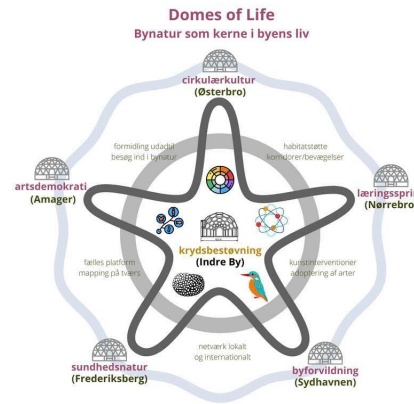 Domes of Life
Bynatur som kerne i byens liv
cirkulærkultur
(Østerbro)
formidling udadtil
besøg ind i bynatur
habitatstøtte
korridorer/bevægelser
artsdemokrati
(Amager)
læringsspri
(Nørrebro
krydsbestøvning
(Indre By)
fælles platform
mapping på tværs
kunstinterventioner
adoptering af arter
netværk lokalt
og internationalt
sundhedsnatur
(Frederiksberg)
byforvildning
(Sydhavnen)